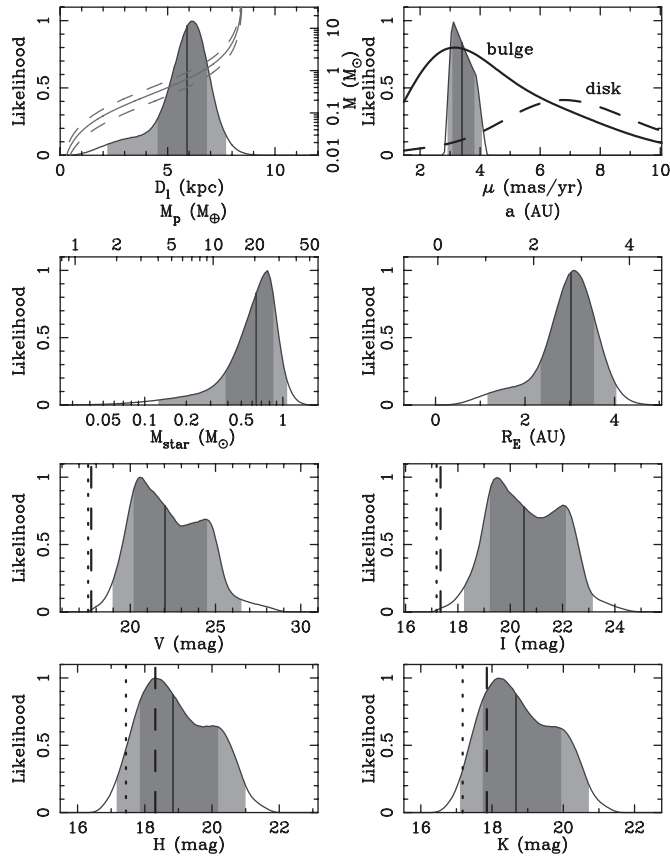 Likelihood
1
0.5
0
10
1
0.1
0.01
M (M⊙)
0 5 10
D_l (kpc)
Likelihood
1
0.5
0
bulge
disk
2 4 6 8 10
μ (mas/yr)
M_p (M⊕)
1 2 5 10 20 50
Likelihood
1
0.5
0
0.05 0.1 0.2 0.5 1
M_star (M⊙)
a (AU)
0 2 4
Likelihood
1
0.5
0
0 2 4
R_E (AU)
Likelihood
1
0.5
0
20 25 30
V (mag)
Likelihood
1
0.5
0
16 18 20 22 24
I (mag)
Likelihood
1
0.5
0
16 18 20 22
H (mag)
Likelihood
1
0.5
0
16 18 20 22
K (mag)